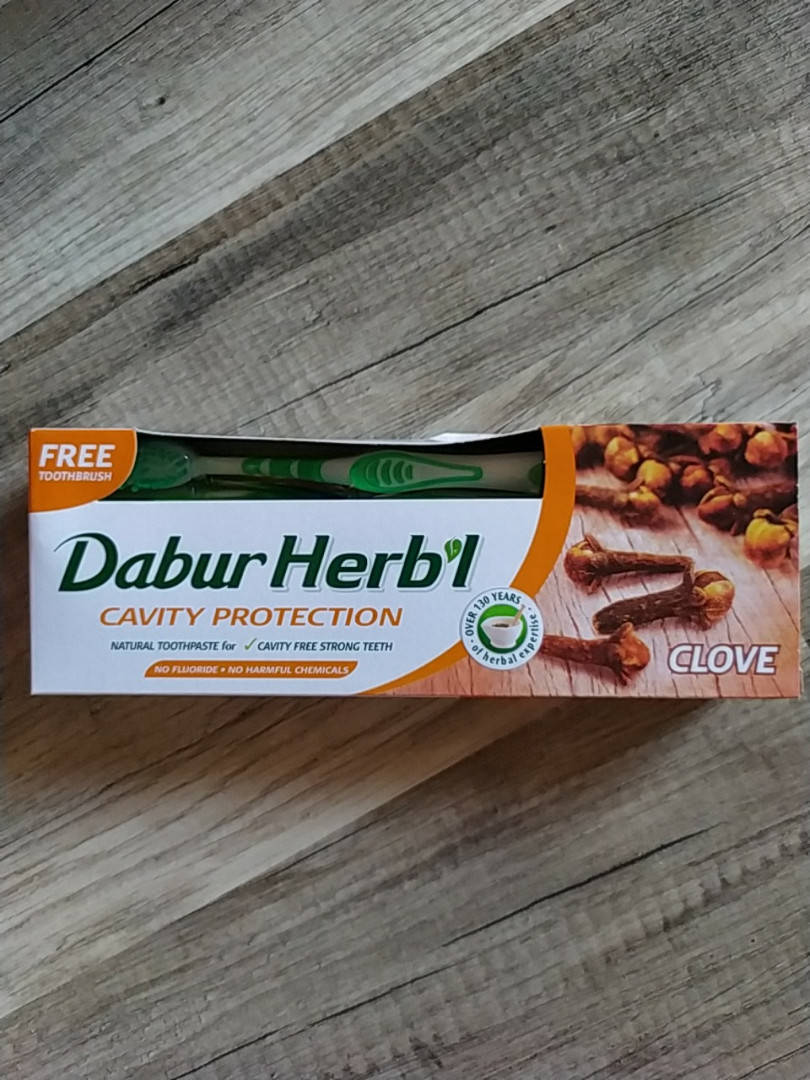 FREE
TOOTHBRUSH
Dabur Herb'l
CAVITY PROTECTION
NATURAL TOOTHPASTE for ✓ CAVITY FREE STRONG TEETH
NO FLUORIDE • NO HARMFUL CHEMICALS
• OVER 130 YEARS •
of herbal expertise
CLOVE